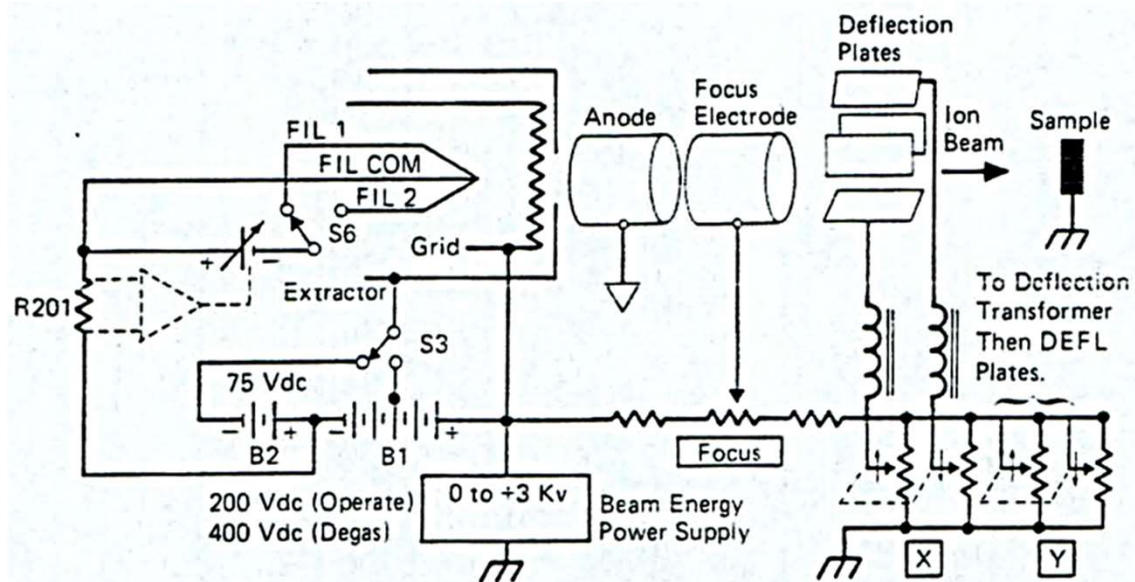 Deflection
Plates
Anode
Focus
Electrode
Ion
Beam
Sample
FIL 1
FIL COM
FIL 2
S6
+ -
Grid
Extractor
R201
S3
75 Vdc
To Deflection
Transformer
Then DEFL
Plates.
- + - +
B2
B1
Focus
200 Vdc (Operate)
400 Vdc (Degas)
0 to +3 Kv
Beam Energy
Power Supply
X
Y